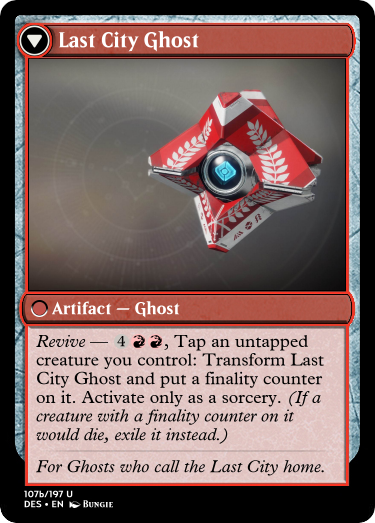 Last City Ghost
Artifact — Ghost
Revive — 4 , Tap an untapped
creature you control: Transform Last
City Ghost and put a finality counter
on it. Activate only as a sorcery. (If a
creature with a finality counter on it
would die, exile it instead.)
For Ghosts who call the Last City home.
107b/197 U
DES • EN Bungie